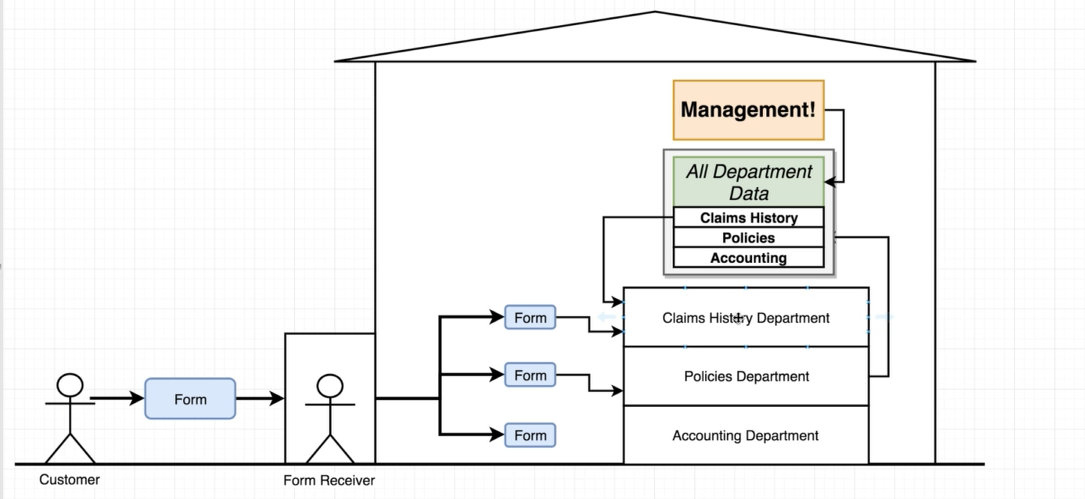 Management!
All Department
Data
Claims History
Policies
Accounting
Form
Claims History Department
Form
Policies Department
Form
Form
Accounting Department
Customer
Form Receiver